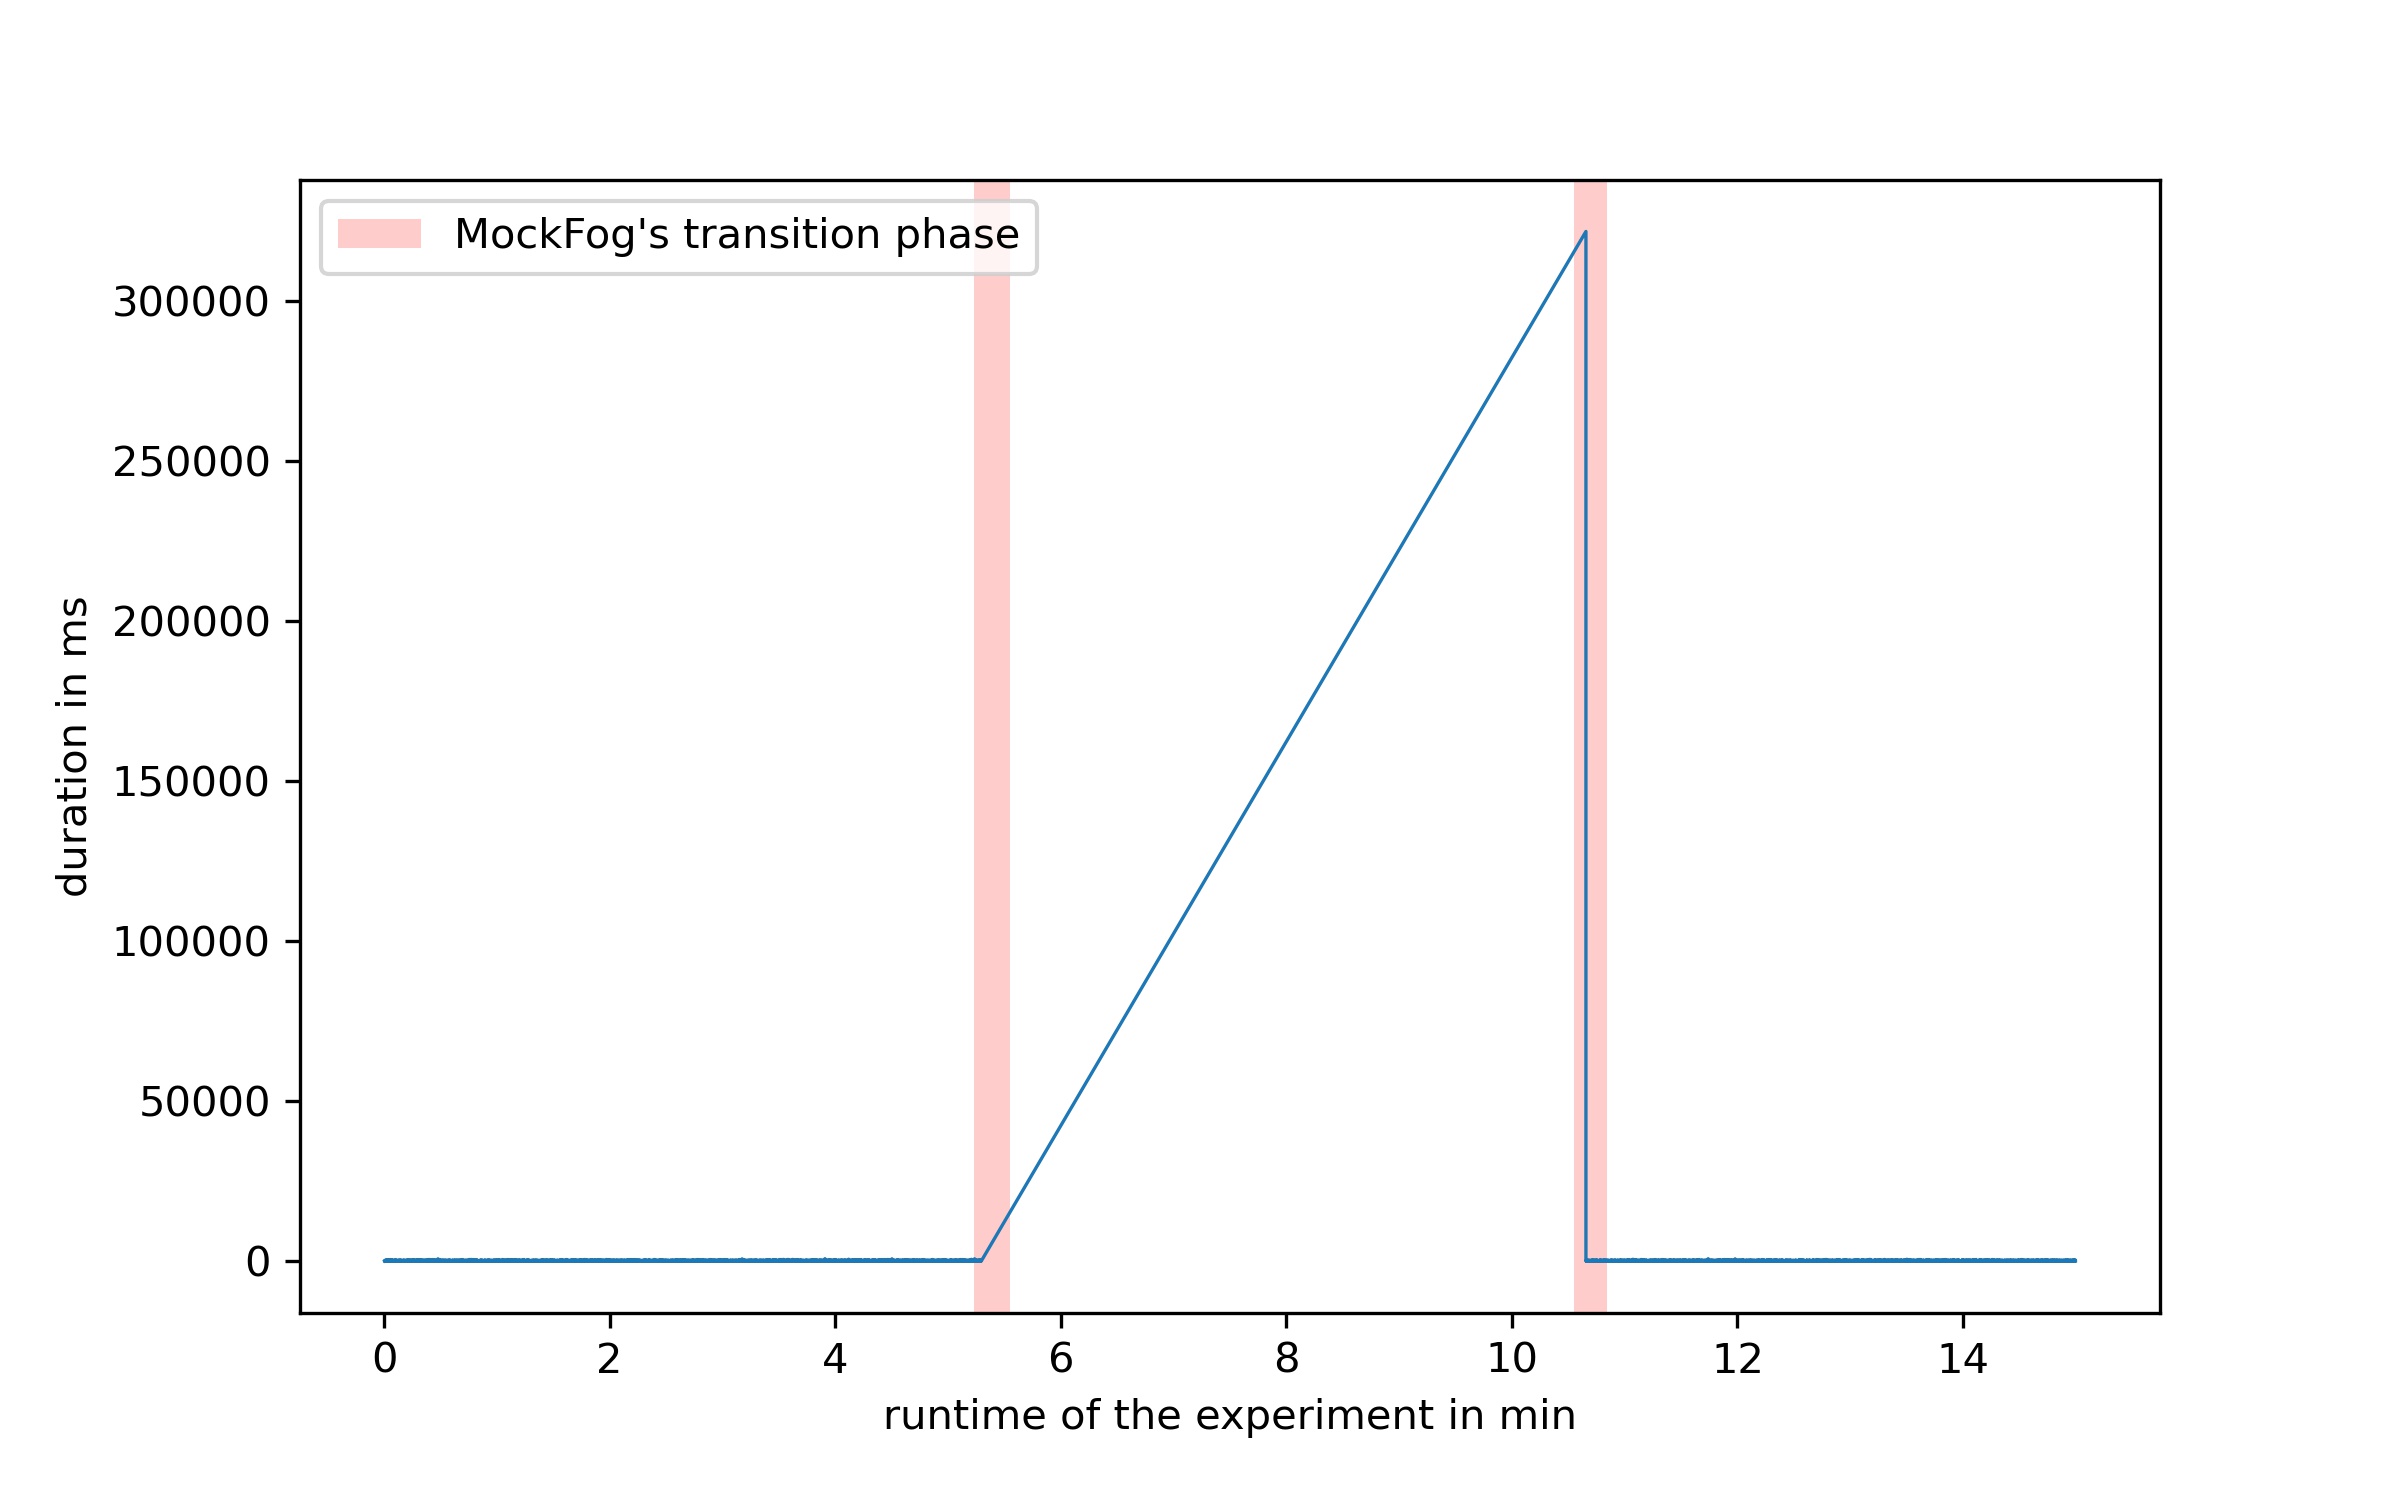 MockFog's transition phase
300000
250000
200000
150000
100000
50000
0
duration in ms
0 2 4 6 8 10 12 14
runtime of the experiment in min